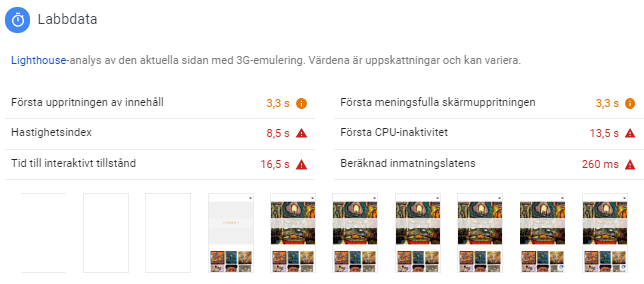 Labbdata
Lighthouse-analys av den aktuella sidan med 3G-emulering. Värdena är uppskattningar och kan variera.
Första uppritningen av innehåll 3,3 s
Första meningsfulla skärmuppritningen 3,3 s
Hastighetsindex 8,5 s
Första CPU-inaktivitet 13,5 s
Tid till interaktivt tillstånd 16,5 s
Beräknad inmatningslatens 260 ms